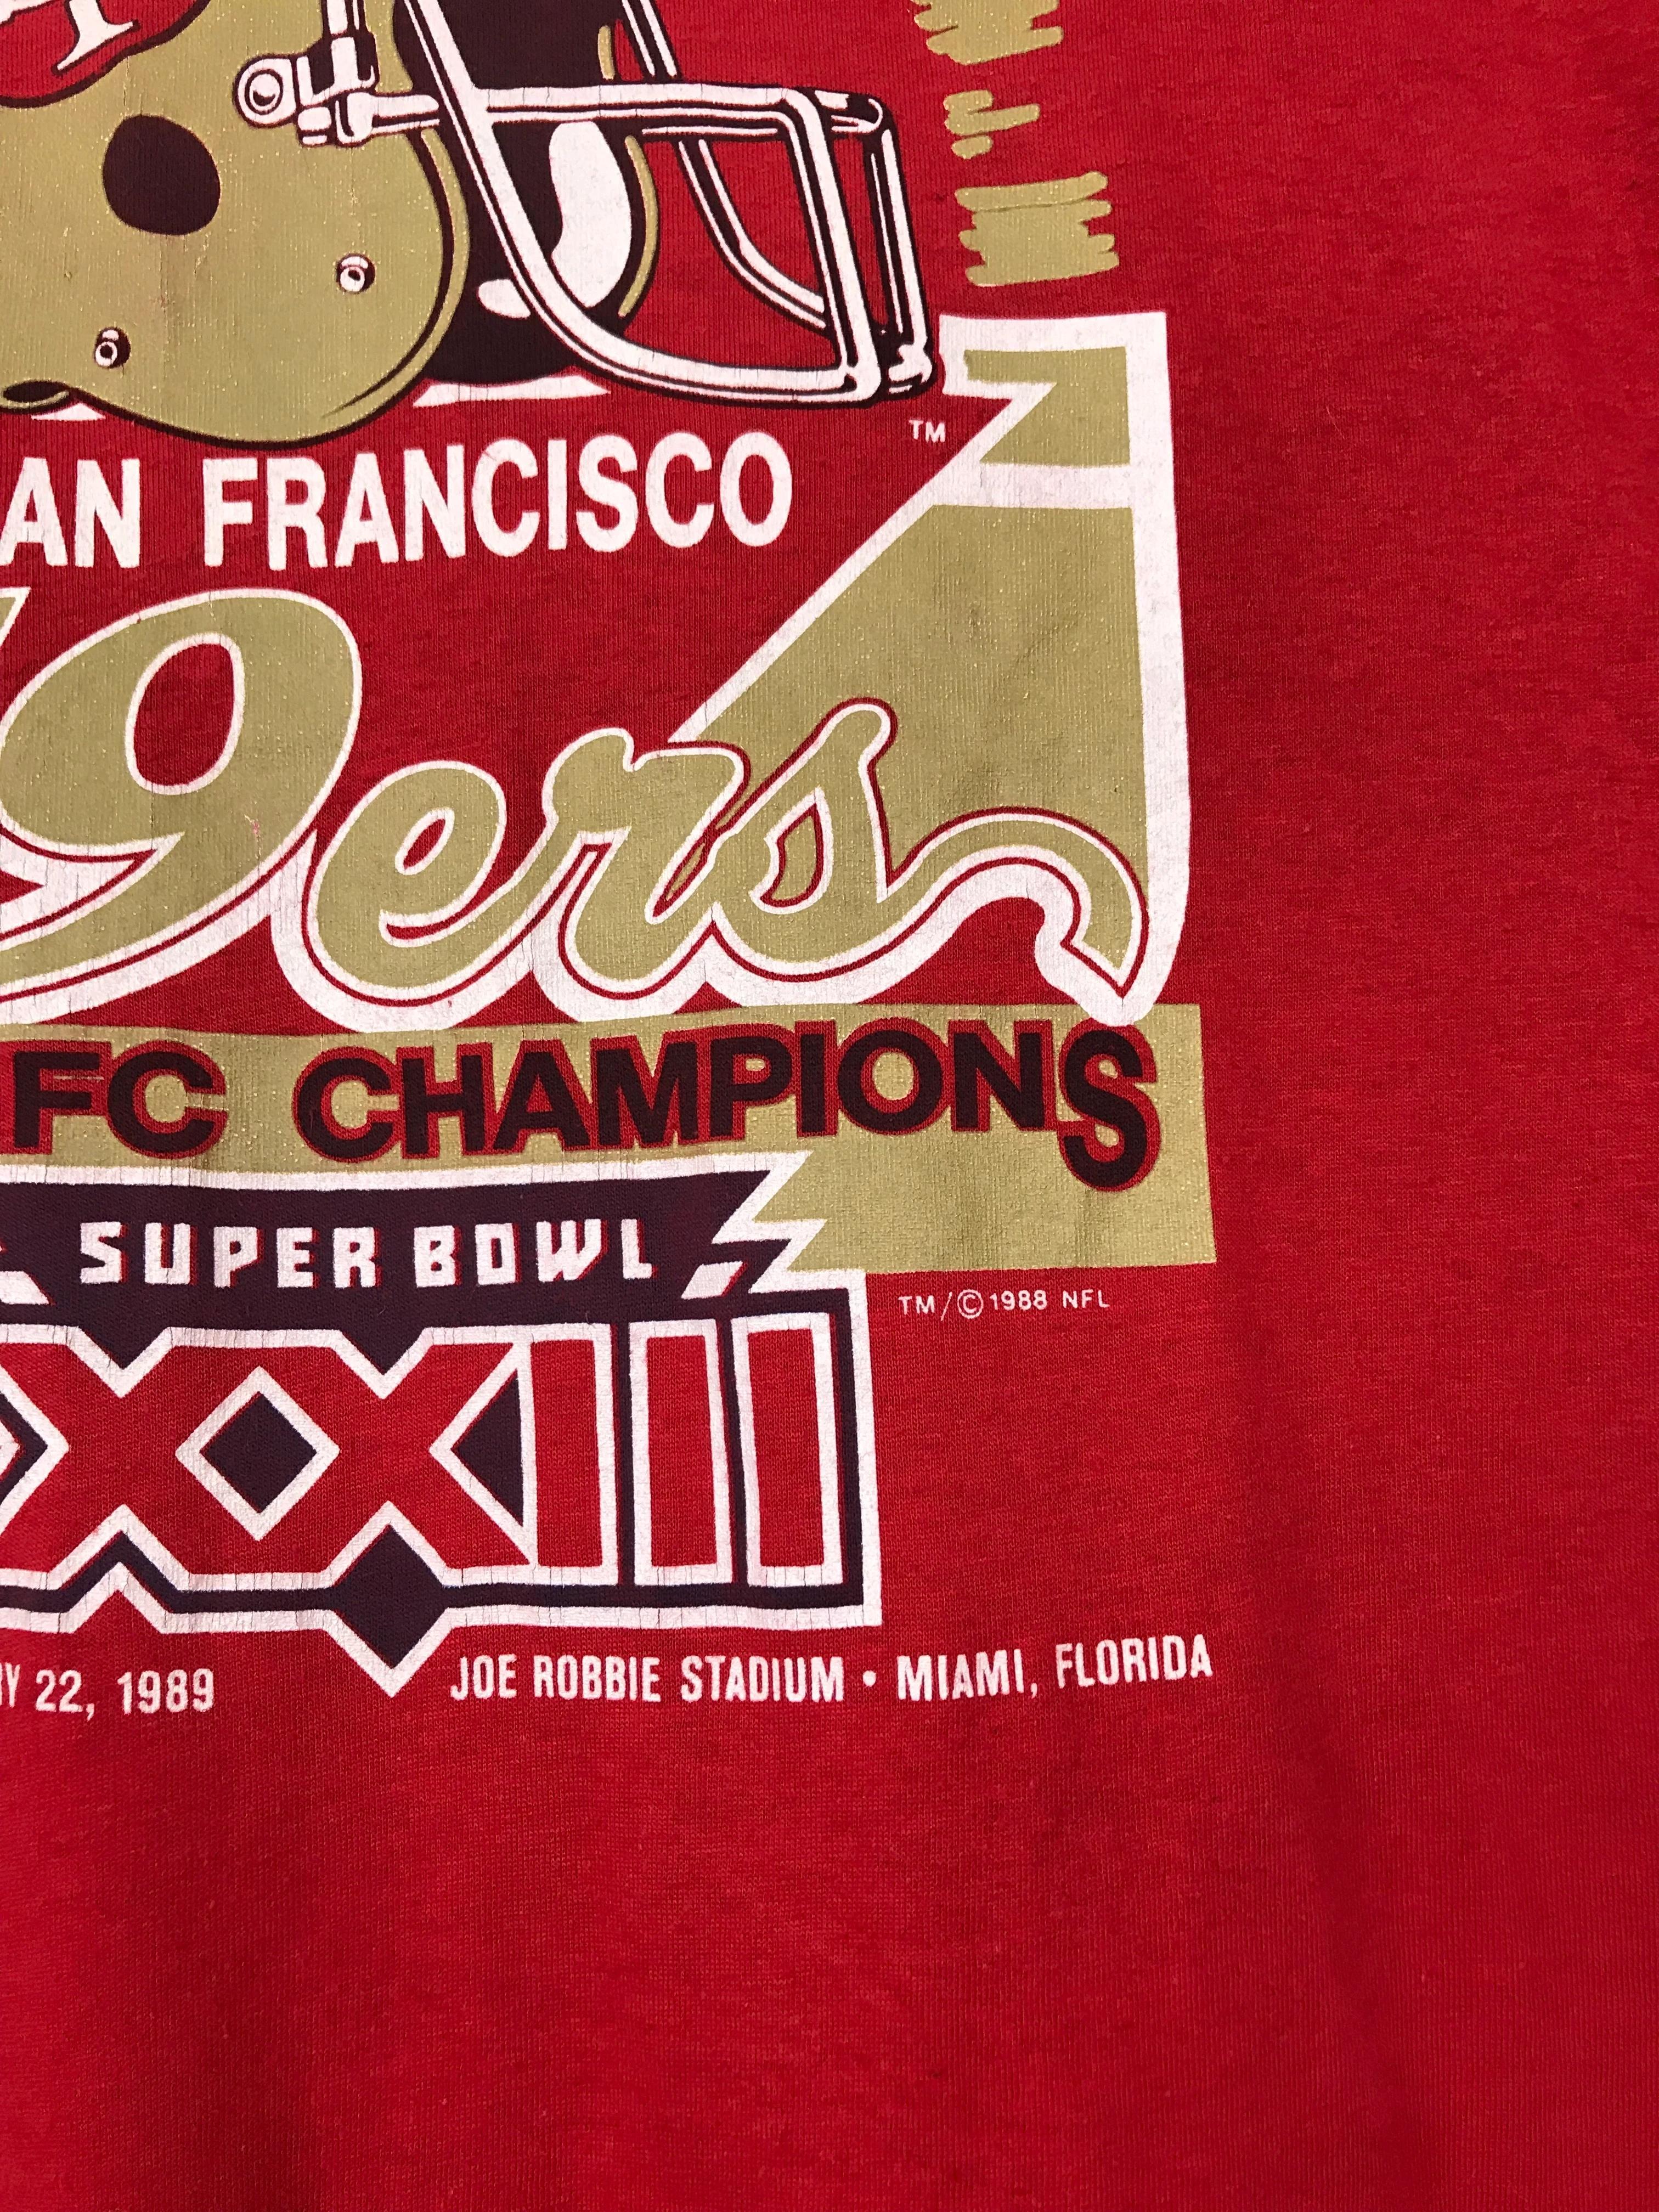 TM
AN FRANCISCO
9ers
FC CHAMPIONS
SUPER BOWL
TM/© 1988 NFL
XXIII
Y 22, 1989
JOE ROBBIE STADIUM • MIAMI, FLORIDA